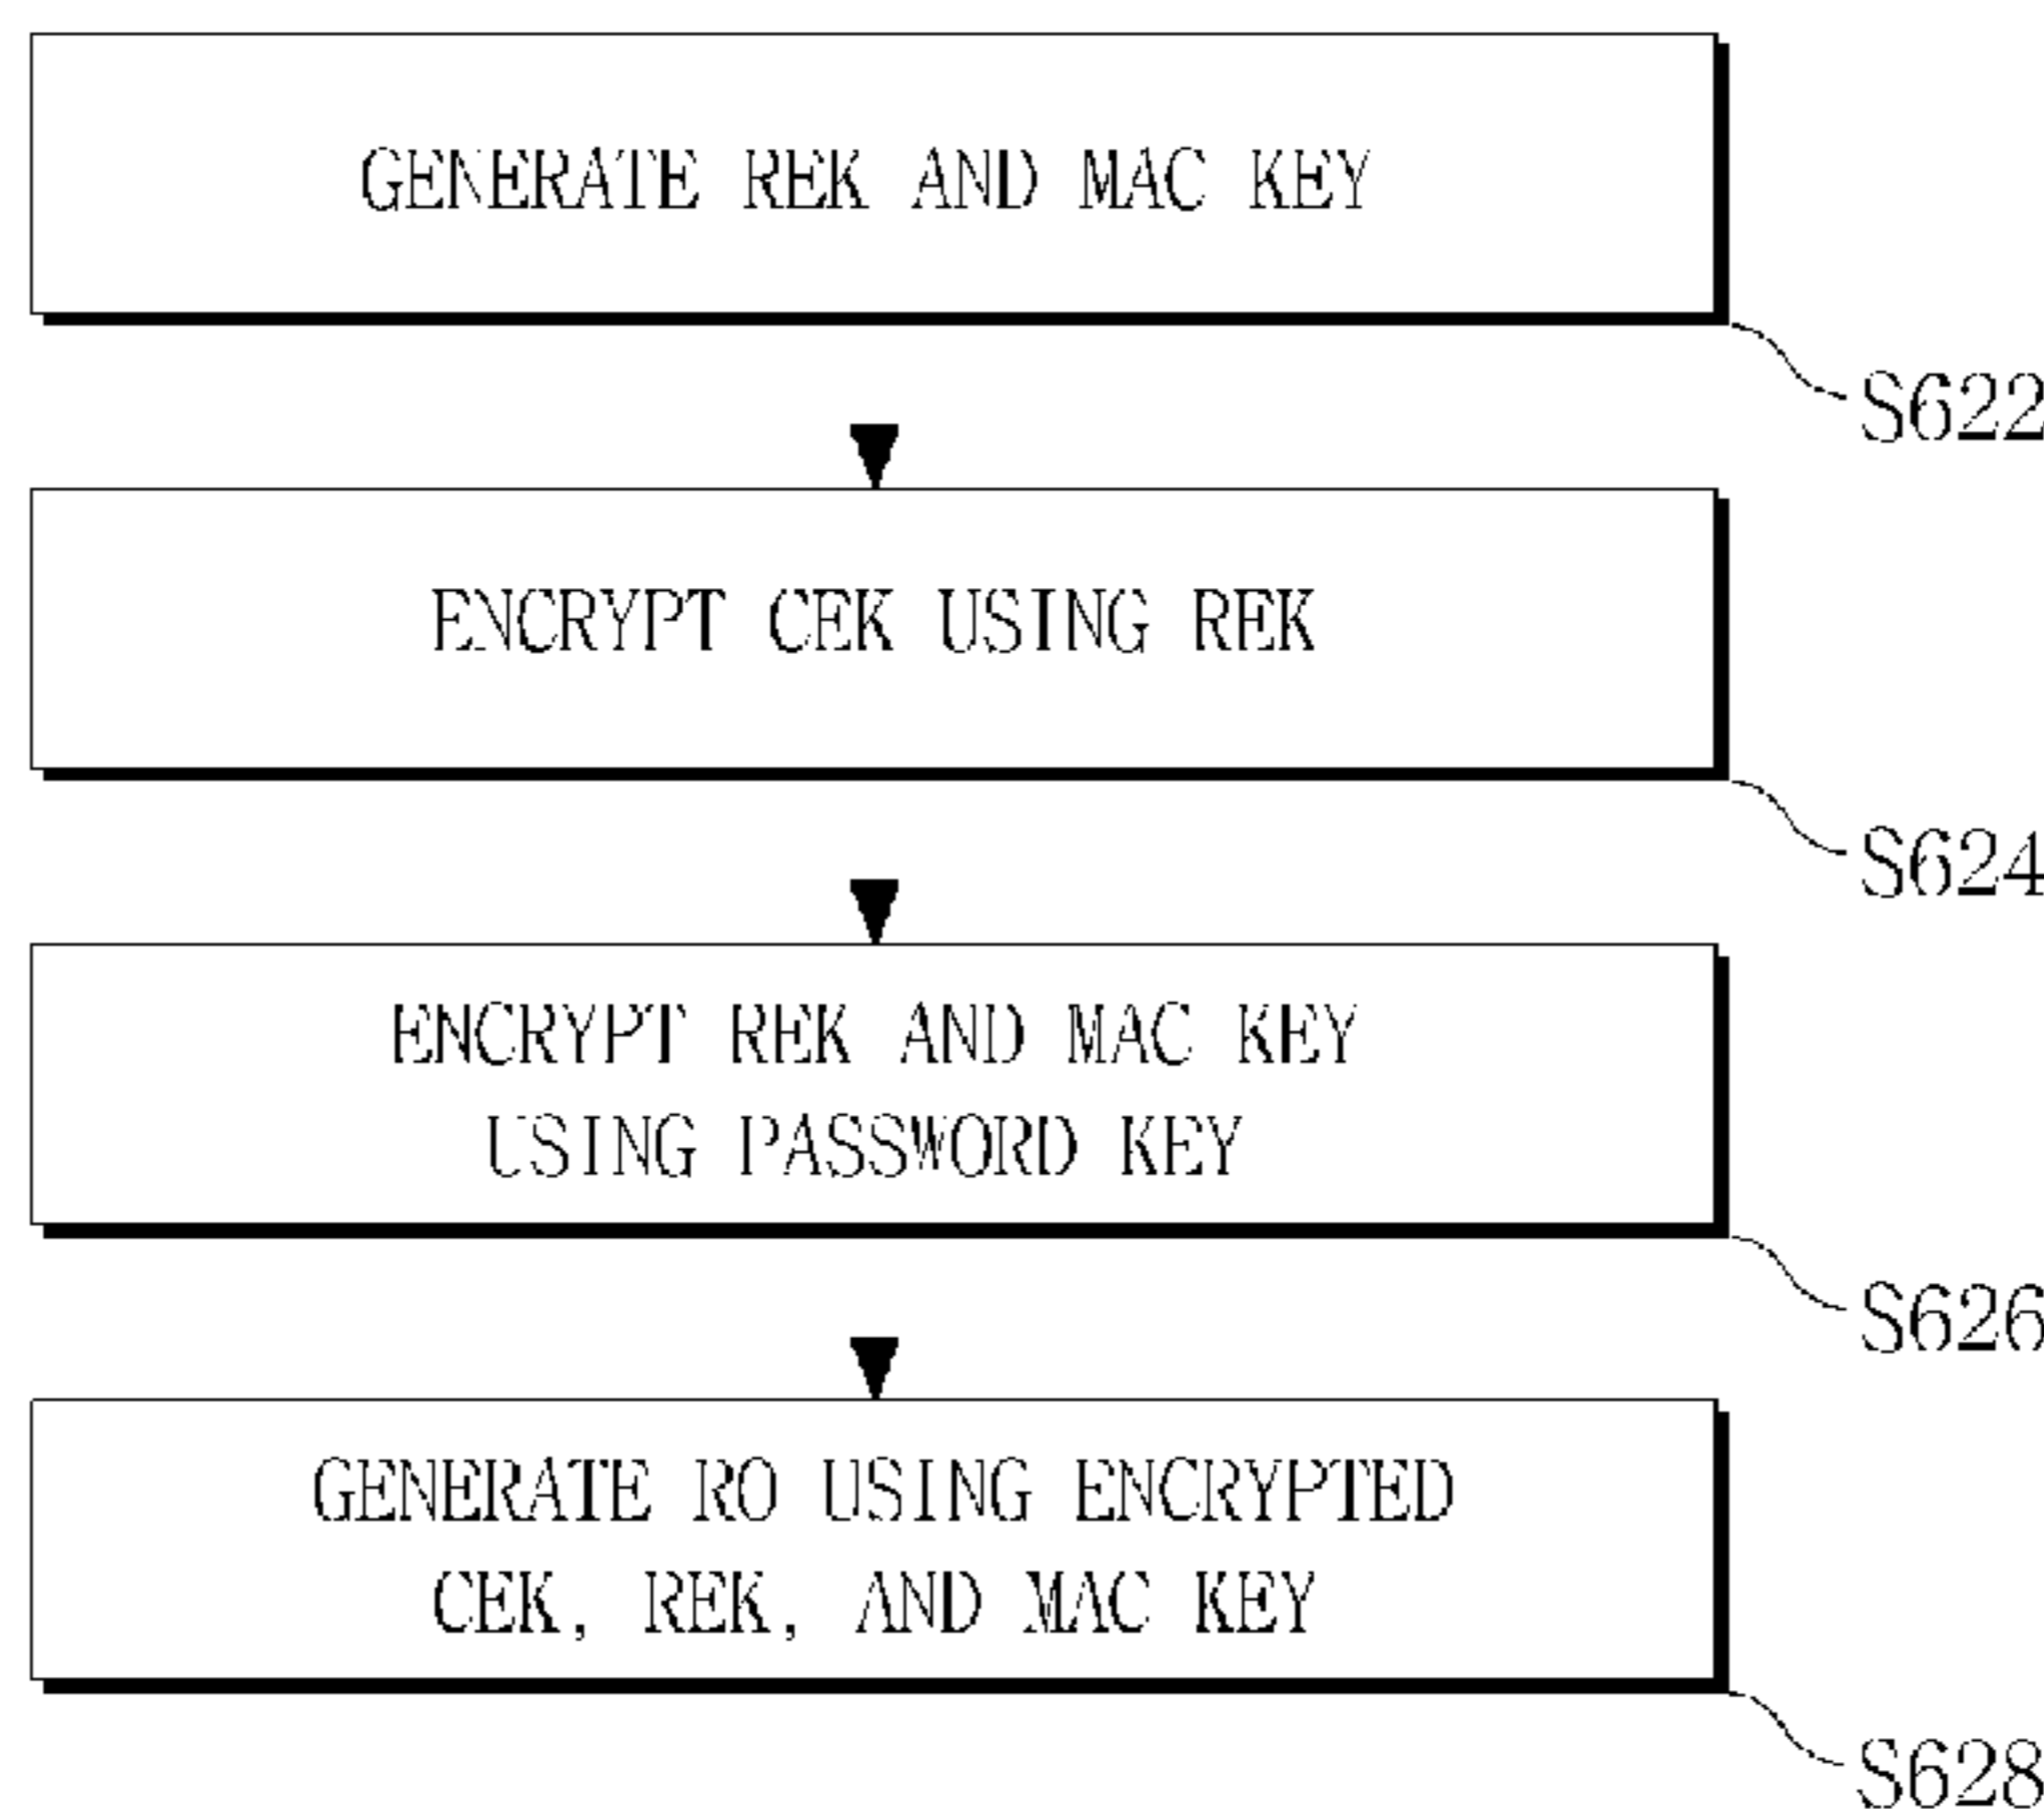 GENERATE REK AND MAC KEY
S622
ENCRYPT CEK USING REK
S624
ENCRYPT REK AND MAC KEY
USING PASSWORD KEY
S626
GENERATE RO USING ENCRYPTED
CEK, REK, AND MAC KEY
S628